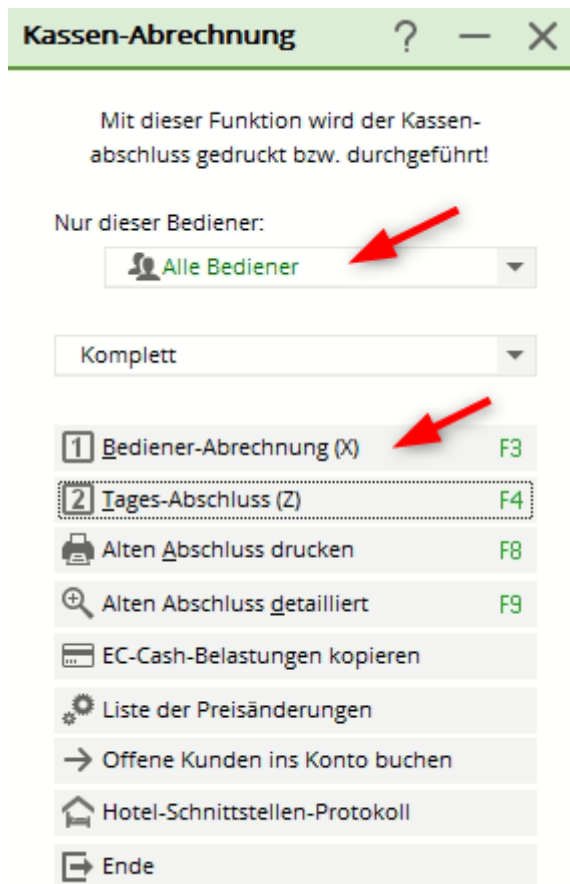 Kassen-Abrechnung ?
Mit dieser Funktion wird der Kassen-
abschluss gedruckt bzw. durchgeführt!
Nur dieser Bediener:
Alle Bediener
Komplett
1 Bediener-Abrechnung (X) F3
2 Tages-Abschluss (Z) F4
Alten Abschluss drucken F8
Alten Abschluss detailliert F9
EC-Cash-Belastungen kopieren
Liste der Preisänderungen
Offene Kunden ins Konto buchen
Hotel-Schnittstellen-Protokoll
Ende